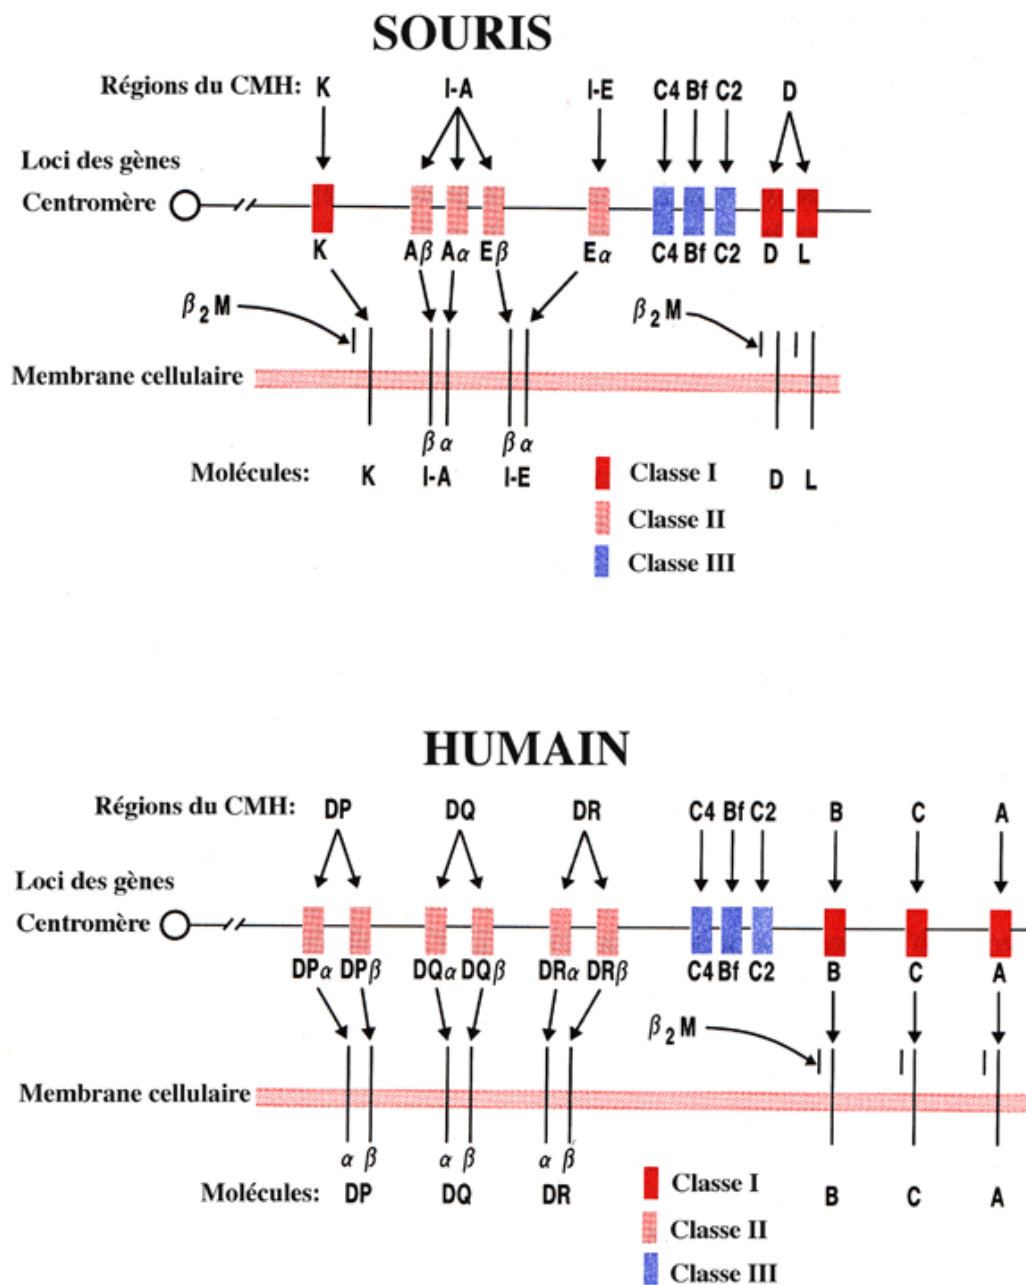 SOURIS
Régions du CMH: K I-A I-E C4 Bf C2 D
Loci des gènes
Centromère
K Aβ Aα Eβ Eα C4 Bf C2 D L
β2M β2M
Membrane cellulaire
β α β α
Molécules: K I-A I-E D L
Classe I
Classe II
Classe III
HUMAIN
Régions du CMH: DP DQ DR C4 Bf C2 B C A
Loci des gènes
Centromère
DPα DPβ DQα DQβ DRα DRβ C4 Bf C2 B C A
β2M
Membrane cellulaire
α β α β α β
Molécules: DP DQ DR B C A
Classe I
Classe II
Classe III